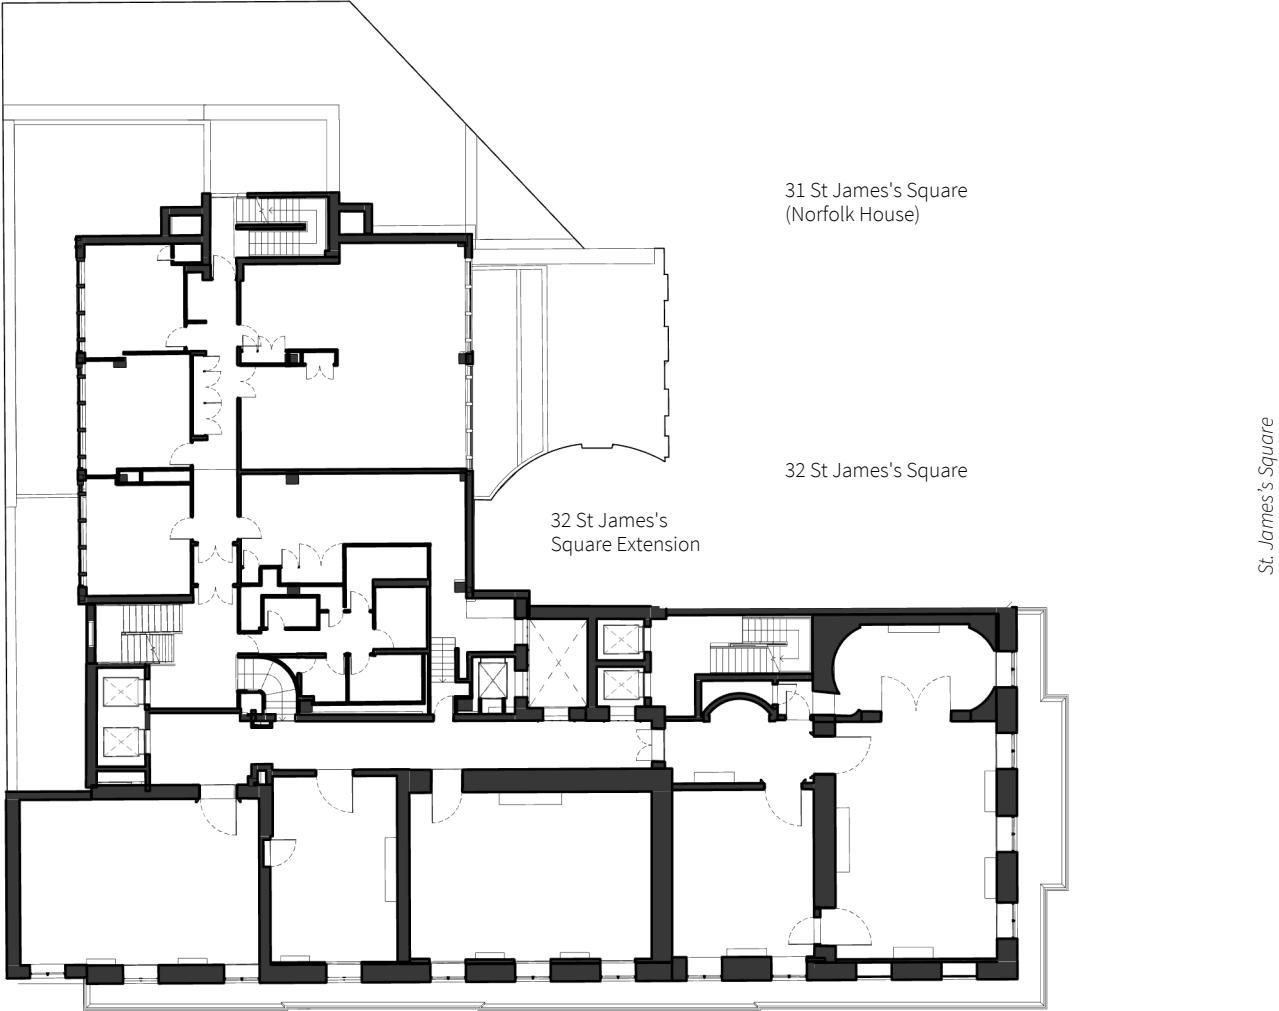 31 St James's Square
(Norfolk House)
32 St James's Square
St. James’s Square
32 St James's
Square Extension